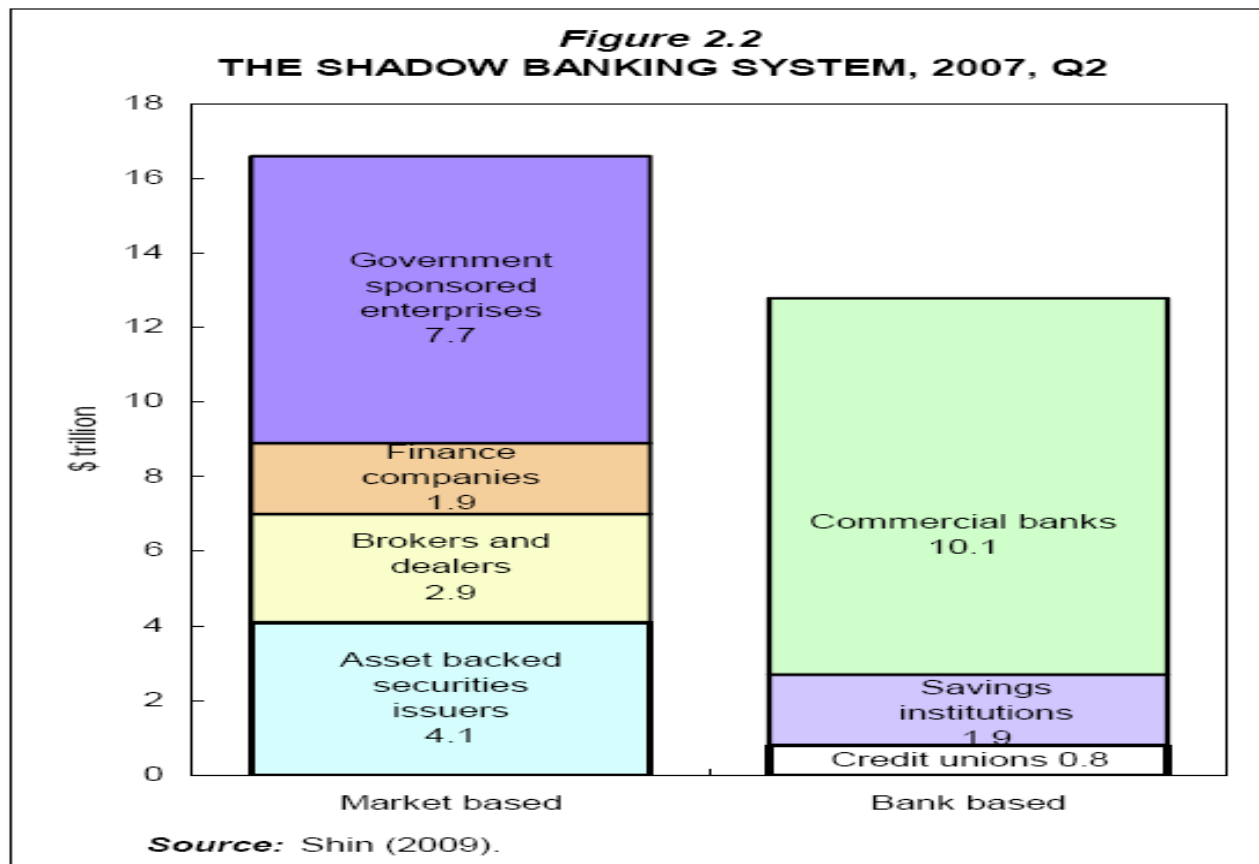 Figure 2.2
THE SHADOW BANKING SYSTEM, 2007, Q2
18
16
14
12
10
8
6
4
2
0
$ trillion
Government
sponsored
enterprises
7.7
Finance
companies
1.9
Brokers and
dealers
2.9
Asset backed
securities
issuers
4.1
Commercial banks
10.1
Savings
institutions
1.9
Credit unions 0.8
Market based
Bank based
Source: Shin (2009).